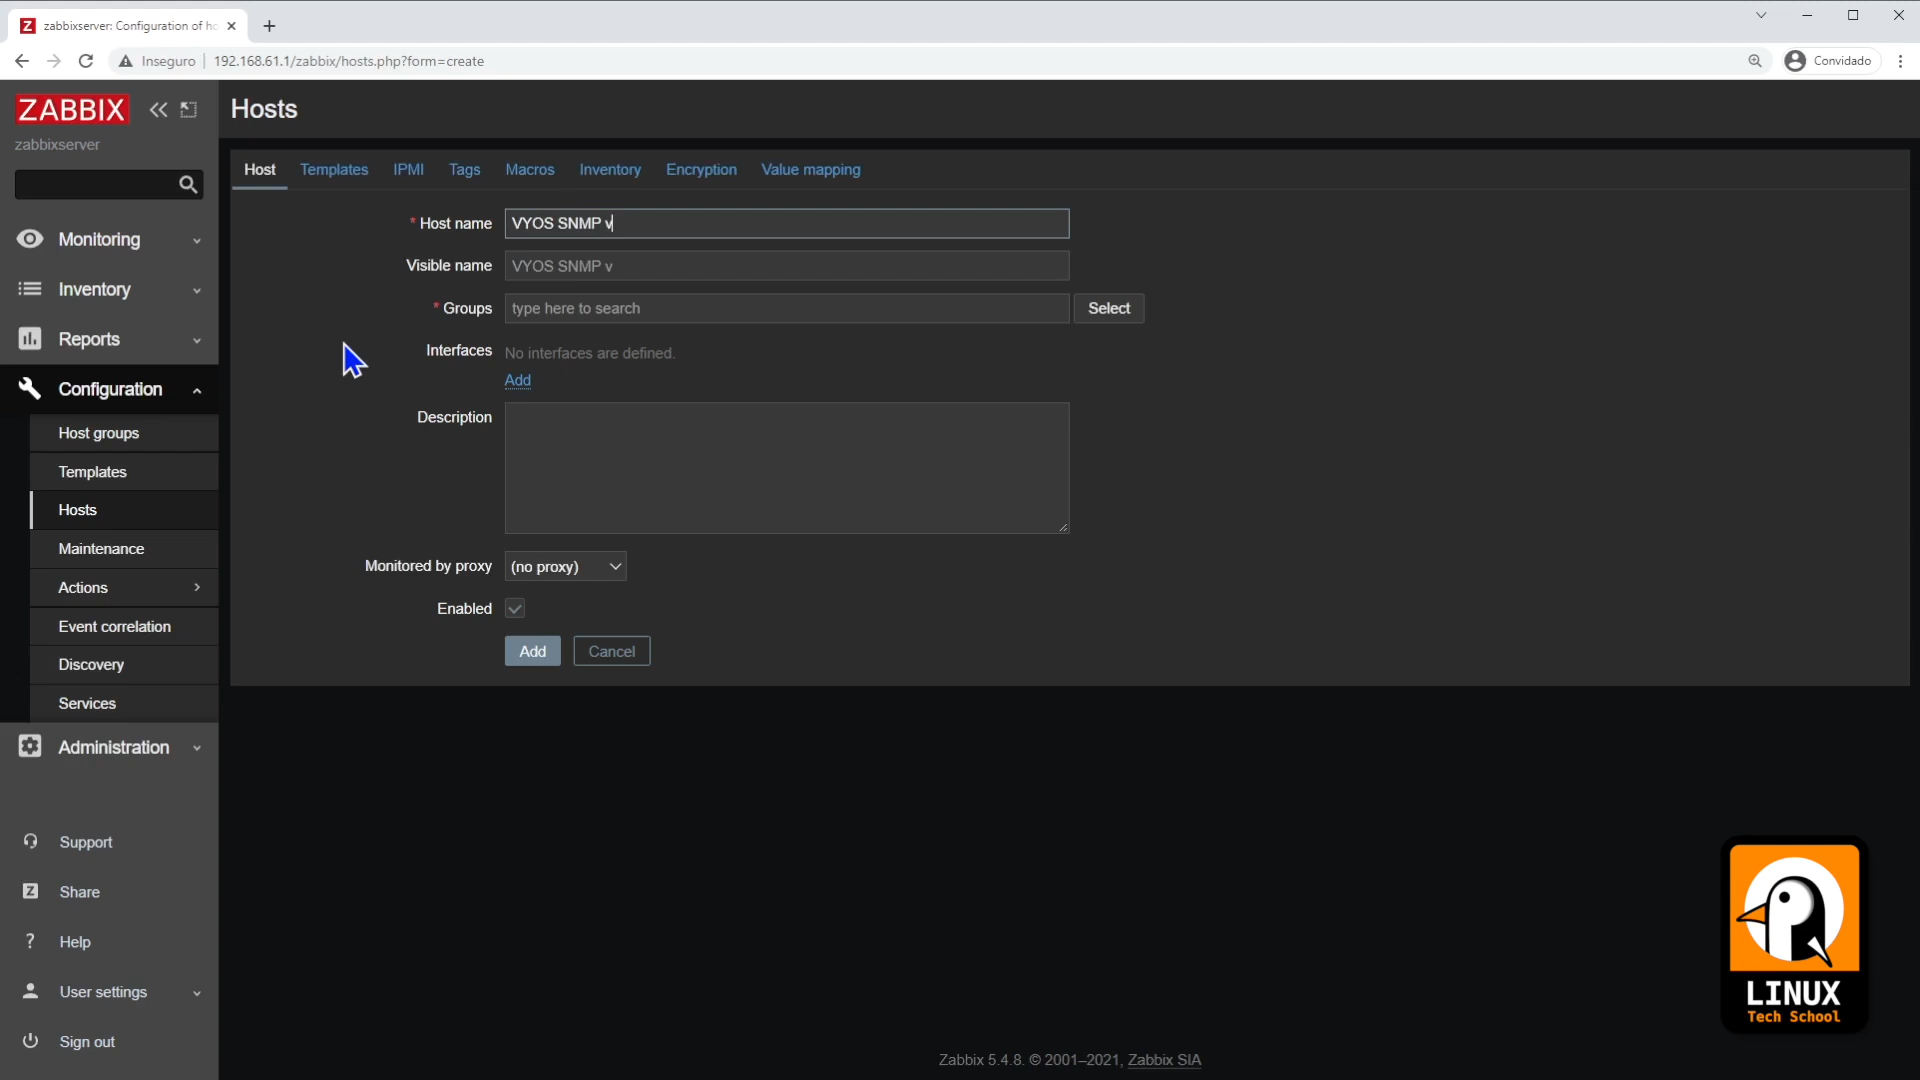 zabbixserver: Configuration of ho
Inseguro
192.168.61.1/zabbix/hosts.php?form=create
Convidado
ZABBIX
zabbixserver
Monitoring
Inventory
Reports
Configuration
Host groups
Templates
Hosts
Maintenance
Actions
Event correlation
Discovery
Services
Administration
Support
Share
Help
User settings
Sign out
Hosts
Host Templates IPMI Tags Macros Inventory Encryption Value mapping
* Host name VYOS SNMP v
Visible name VYOS SNMP v
* Groups type here to search Select
Interfaces No interfaces are defined.
Add
Description
Monitored by proxy (no proxy)
Enabled
Add Cancel
LINUX
Tech School
Zabbix 5.4.8. © 2001–2021, Zabbix SIA